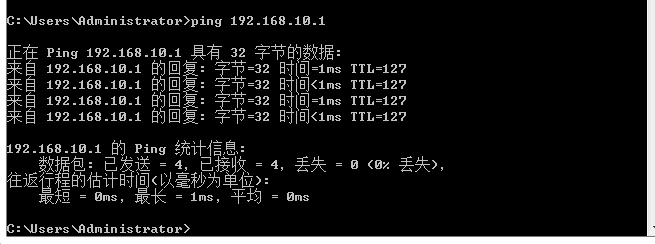 C:\Users\Administrator>ping 192.168.10.1
正在 Ping 192.168.10.1 具有 32 字节的数据:
来自 192.168.10.1 的回复: 字节=32 时间=1ms TTL=127
来自 192.168.10.1 的回复: 字节=32 时间<1ms TTL=127
来自 192.168.10.1 的回复: 字节=32 时间=1ms TTL=127
来自 192.168.10.1 的回复: 字节=32 时间<1ms TTL=127
192.168.10.1 的 Ping 统计信息:
数据包: 已发送 = 4, 已接收 = 4, 丢失 = 0 (0% 丢失),
往返行程的估计时间(以毫秒为单位):
最短 = 0ms, 最长 = 1ms, 平均 = 0ms
C:\Users\Administrator>